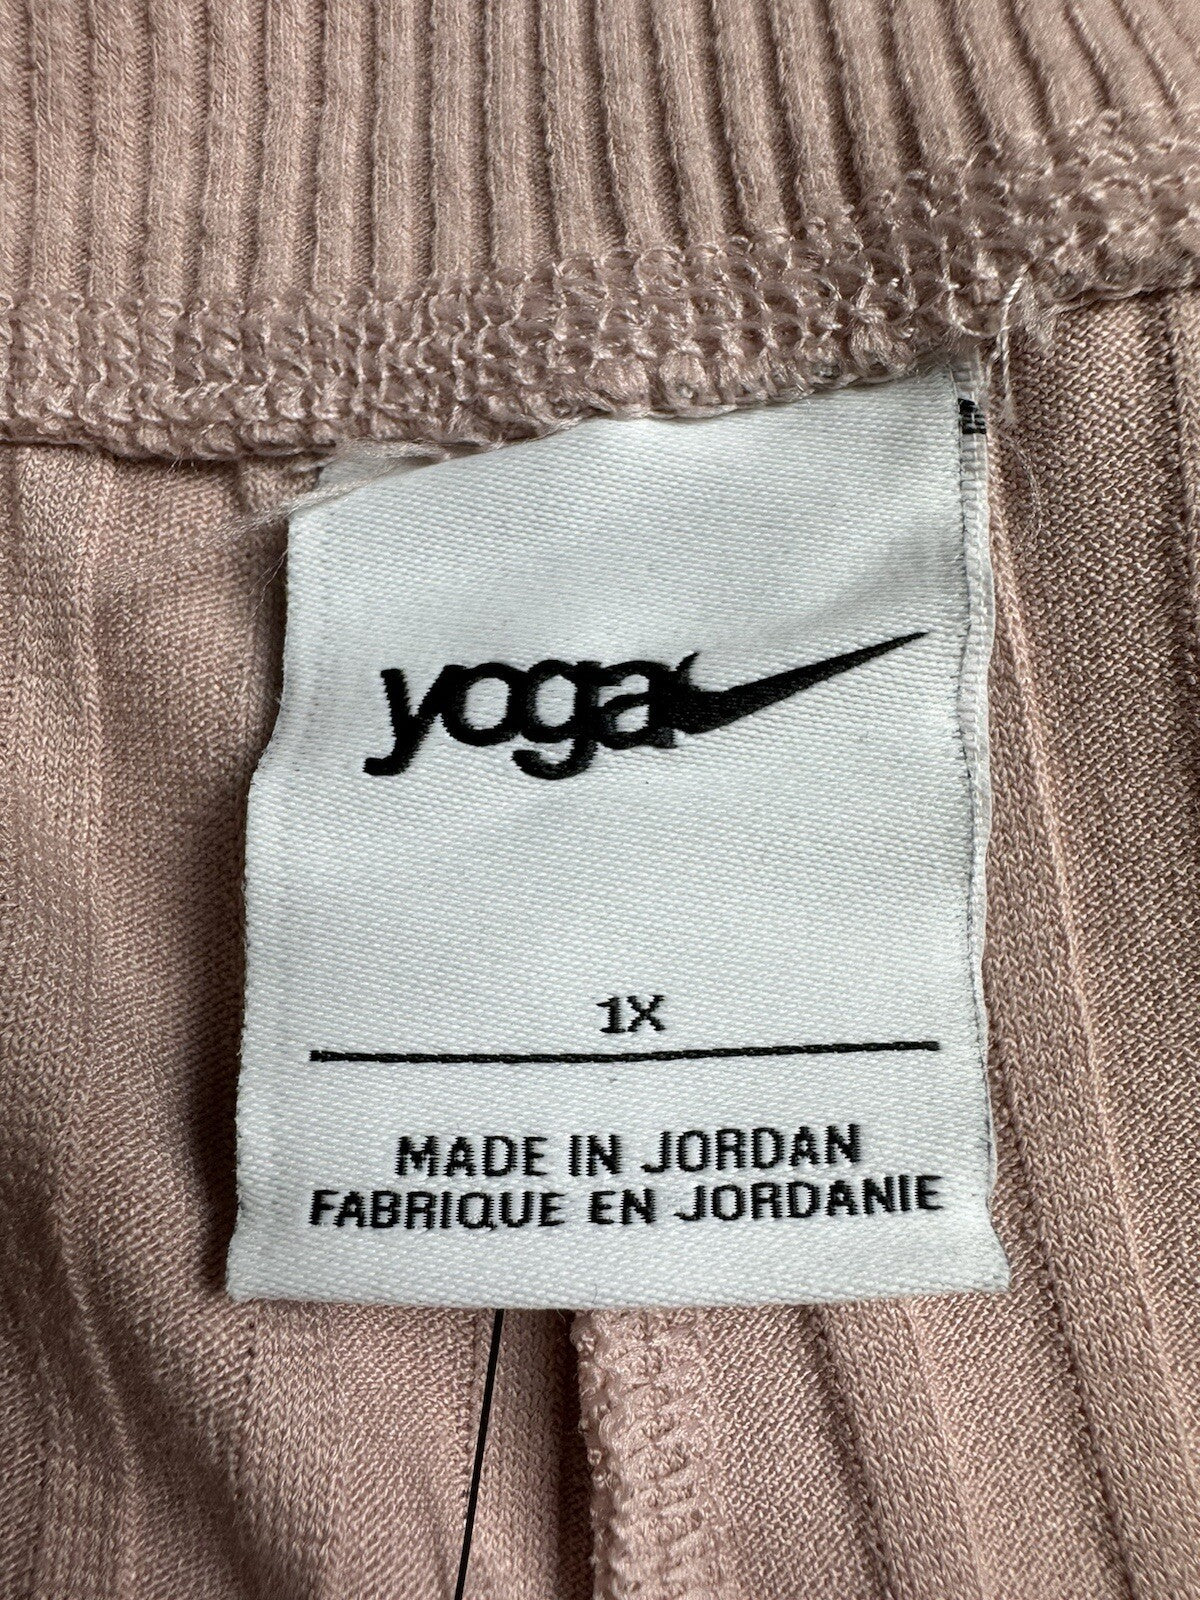 yoga
1X
MADE IN JORDAN
FABRIQUE EN JORDANIE